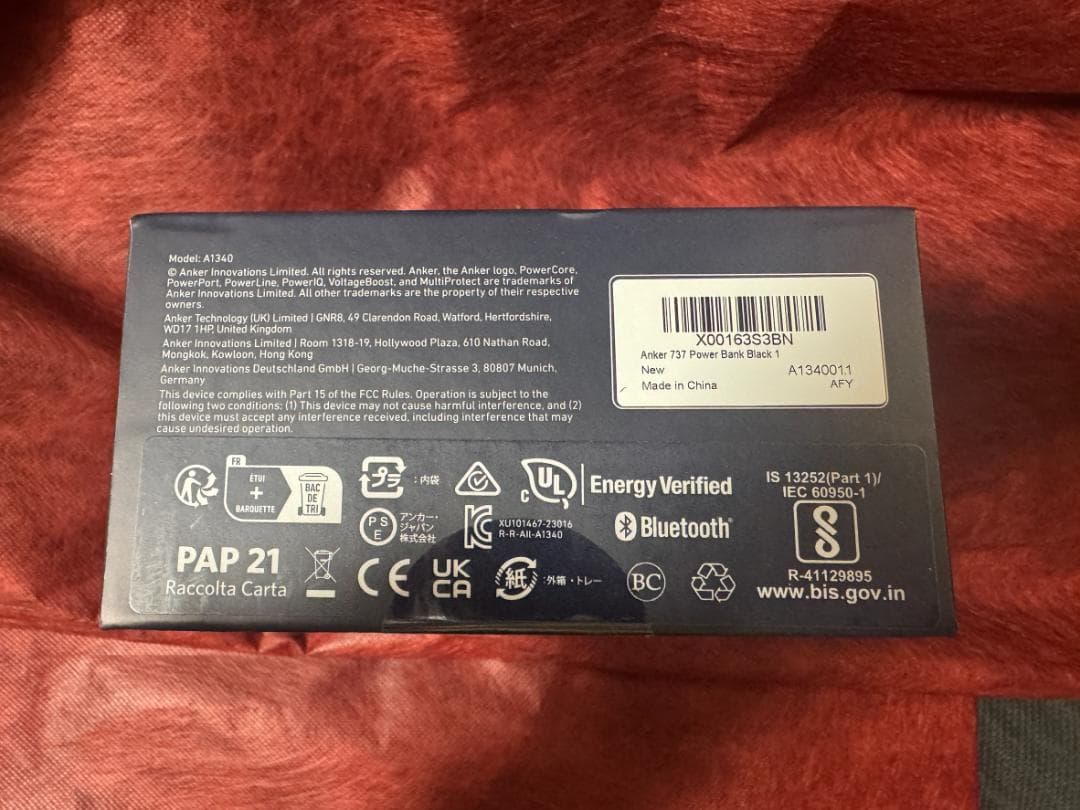 Model: A1340
© Anker Innovations Limited. All rights reserved. Anker, the Anker logo, PowerCore,
PowerPort, PowerLine, PowerIQ, VoltageBoost, and MultiProtect are trademarks of
Anker Innovations Limited. All other trademarks are the property of their respective
owners.
Anker Technology (UK) Limited | GNR8, 49 Clarendon Road, Watford, Hertfordshire,
WD17 1HP, United Kingdom
Anker Innovations Limited | Room 1318-19, Hollywood Plaza, 610 Nathan Road,
Mongkok, Kowloon, Hong Kong
Anker Innovations Deutschland GmbH | Georg-Muche-Strasse 3, 80807 Munich,
Germany
This device complies with Part 15 of the FCC Rules. Operation is subject to the
following two conditions: (1) This device may not cause harmful interference, and (2)
this device must accept any interference received, including interference that may
cause undesired operation.
X00163S3BN
Anker 737 Power Bank Black 1
New
A1340011
Made in China
AFY
FR
ÉTUI
+
BARQUETTE
BAC
DE
TRI
プラ
:内袋
C UL
Energy Verified
IS 13252(Part 1)/
IEC 60950-1
PS
E
アンカー・
ジャパン
株式会社
XU101467-23016
R-R-AII-A1340
Bluetooth®
R-41129895
www.bis.gov.in
PAP 21
Raccolta Carta
CE
UK
CA
紙
:外箱・トレー
BC